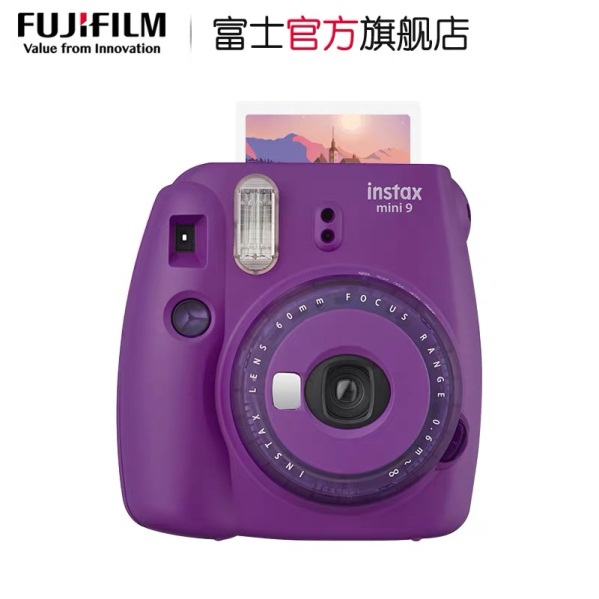 FUJIFILM
Value from Innovation
富士官方旗舰店
instax
mini 9
INSTAX LENS 60mm FOCUS RANGE 0.6m~∞